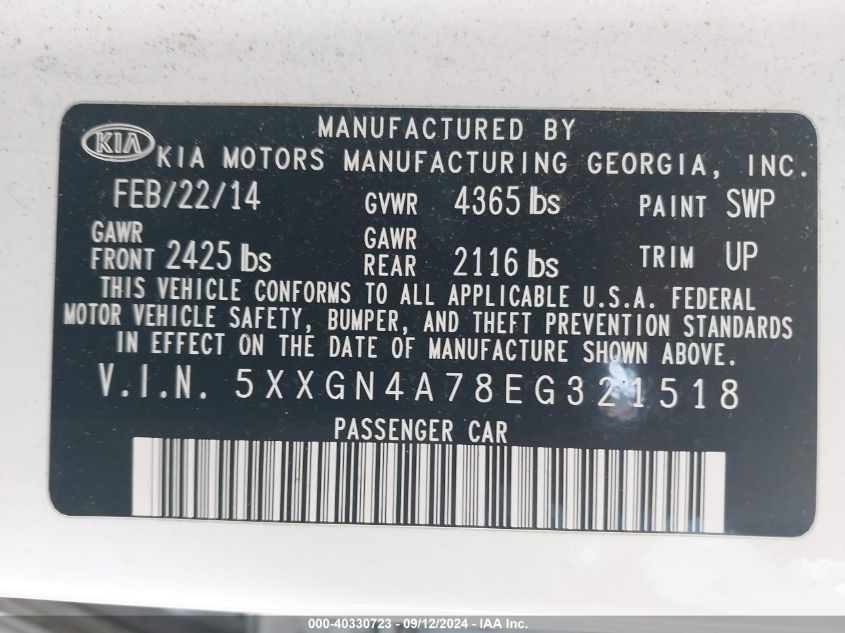 KIA
MANUFACTURED BY
KIA MOTORS MANUFACTURING GEORGIA, INC.
FEB/22/14 GVWR 4365 lbs PAINT SWP
GAWR FRONT 2425 lbs GAWR REAR 2116 lbs TRIM UP
THIS VEHICLE CONFORMS TO ALL APPLICABLE U.S.A. FEDERAL
MOTOR VEHICLE SAFETY, BUMPER, AND THEFT PREVENTION STANDARDS
IN EFFECT ON THE DATE OF MANUFACTURE SHOWN ABOVE.
V.I.N. 5XXGN4A78EG321518
PASSENGER CAR
000-40330723 - 09/12/2024 - IAA Inc.